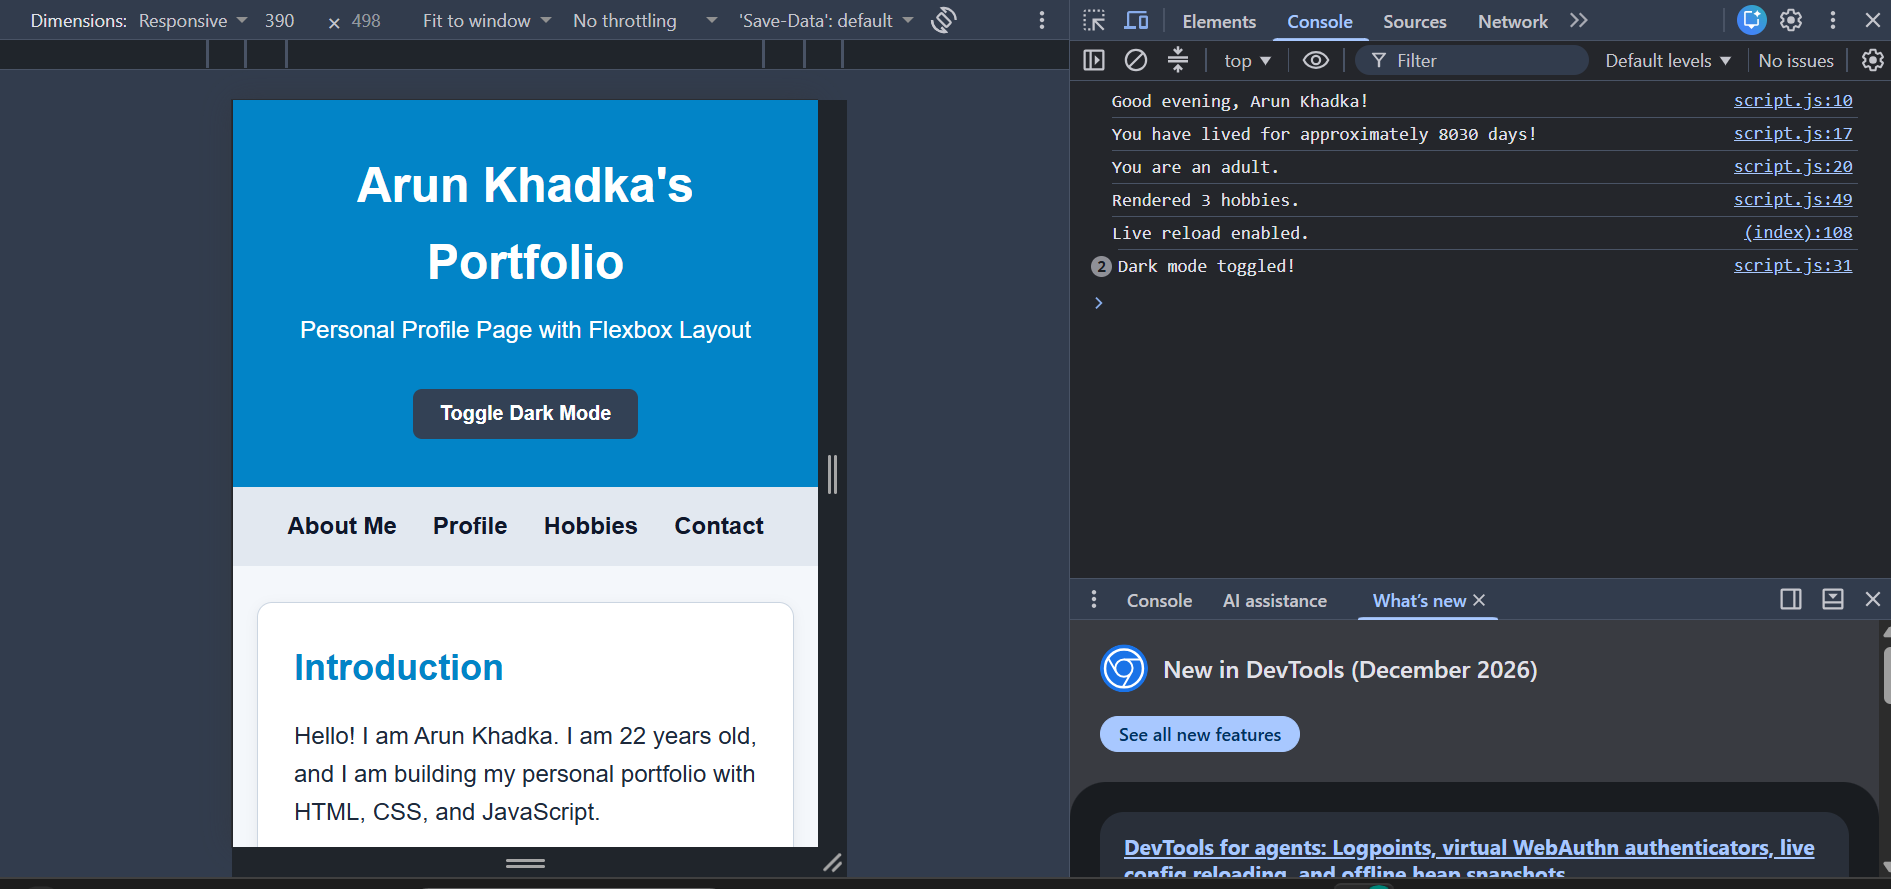 Dimensions: Responsive 390 × 498 Fit to window No throttling 'Save-Data': default
Elements Console Sources Network
top Filter Default levels No issues
Arun Khadka's
Portfolio
Personal Profile Page with Flexbox Layout
Toggle Dark Mode
About Me Profile Hobbies Contact
Introduction
Hello! I am Arun Khadka. I am 22 years old,
and I am building my personal portfolio with
HTML, CSS, and JavaScript.
Good evening, Arun Khadka! script.js:10
You have lived for approximately 8030 days! script.js:17
You are an adult. script.js:20
Rendered 3 hobbies. script.js:49
Live reload enabled. (index):108
2 Dark mode toggled! script.js:31
Console AI assistance What's new
New in DevTools (December 2026)
See all new features
DevTools for agents: Logpoints, virtual WebAuthn authenticators, live
config reloading, and offline heap snapshots